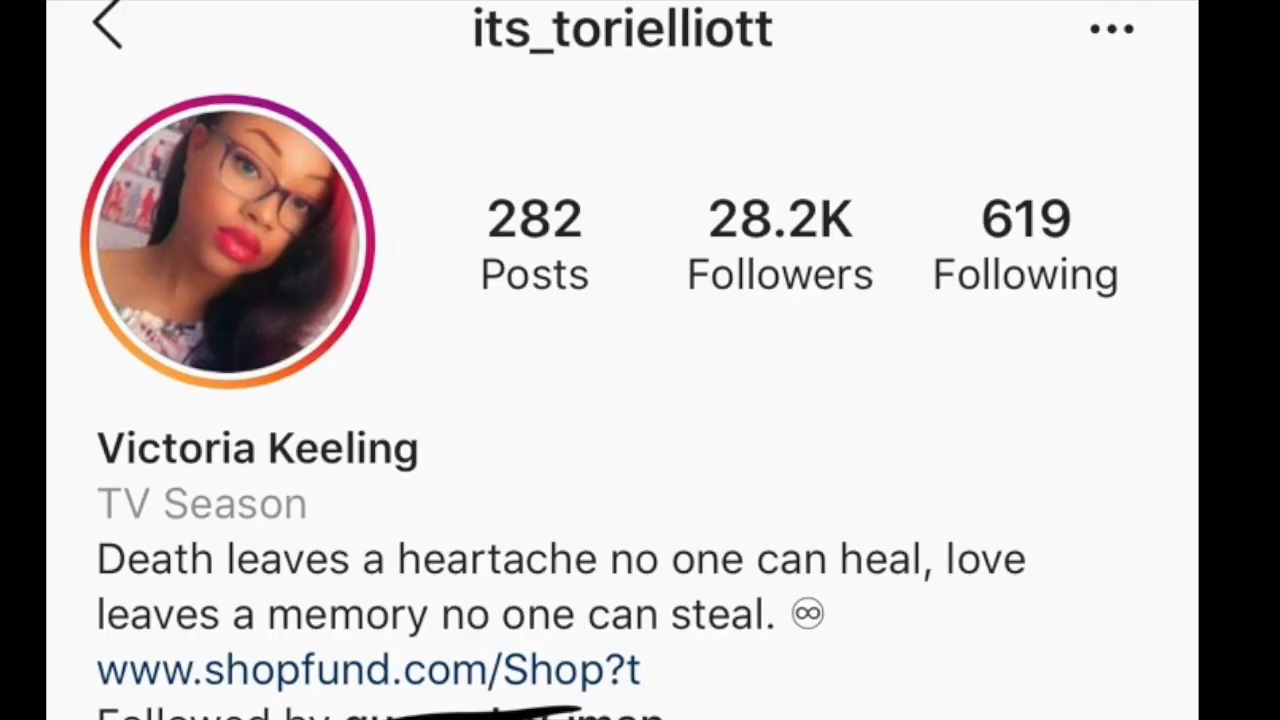 its_torielliott
282 28.2K 619
Posts Followers Following
Victoria Keeling
TV Season
Death leaves a heartache no one can heal, love
leaves a memory no one can steal. ♾
www.shopfund.com/Shop?t
Followed by